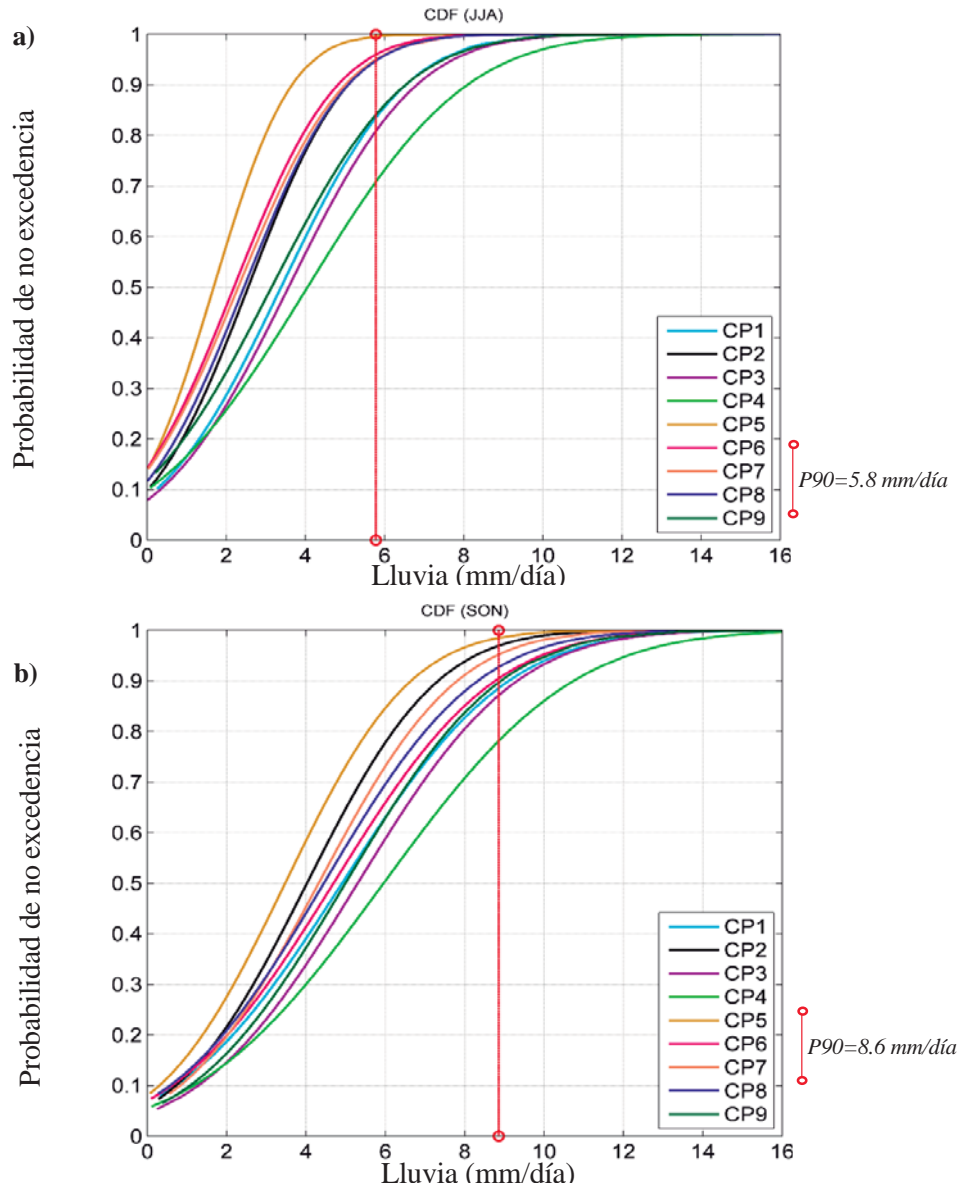 a)
CDF (JJA)
Probabilidad de no excedencia
1
0.9
0.8
0.7
0.6
0.5
0.4
0.3
0.2
0.1
0
0 2 4 6 8 10 12 14 16
Lluvia (mm/día)
CP1
CP2
CP3
CP4
CP5
CP6
CP7
CP8
CP9
P90=5.8 mm/día
b)
CDF (SON)
Probabilidad de no excedencia
1
0.9
0.8
0.7
0.6
0.5
0.4
0.3
0.2
0.1
0
0 2 4 6 8 10 12 14 16
Lluvia (mm/día)
CP1
CP2
CP3
CP4
CP5
CP6
CP7
CP8
CP9
P90=8.6 mm/día